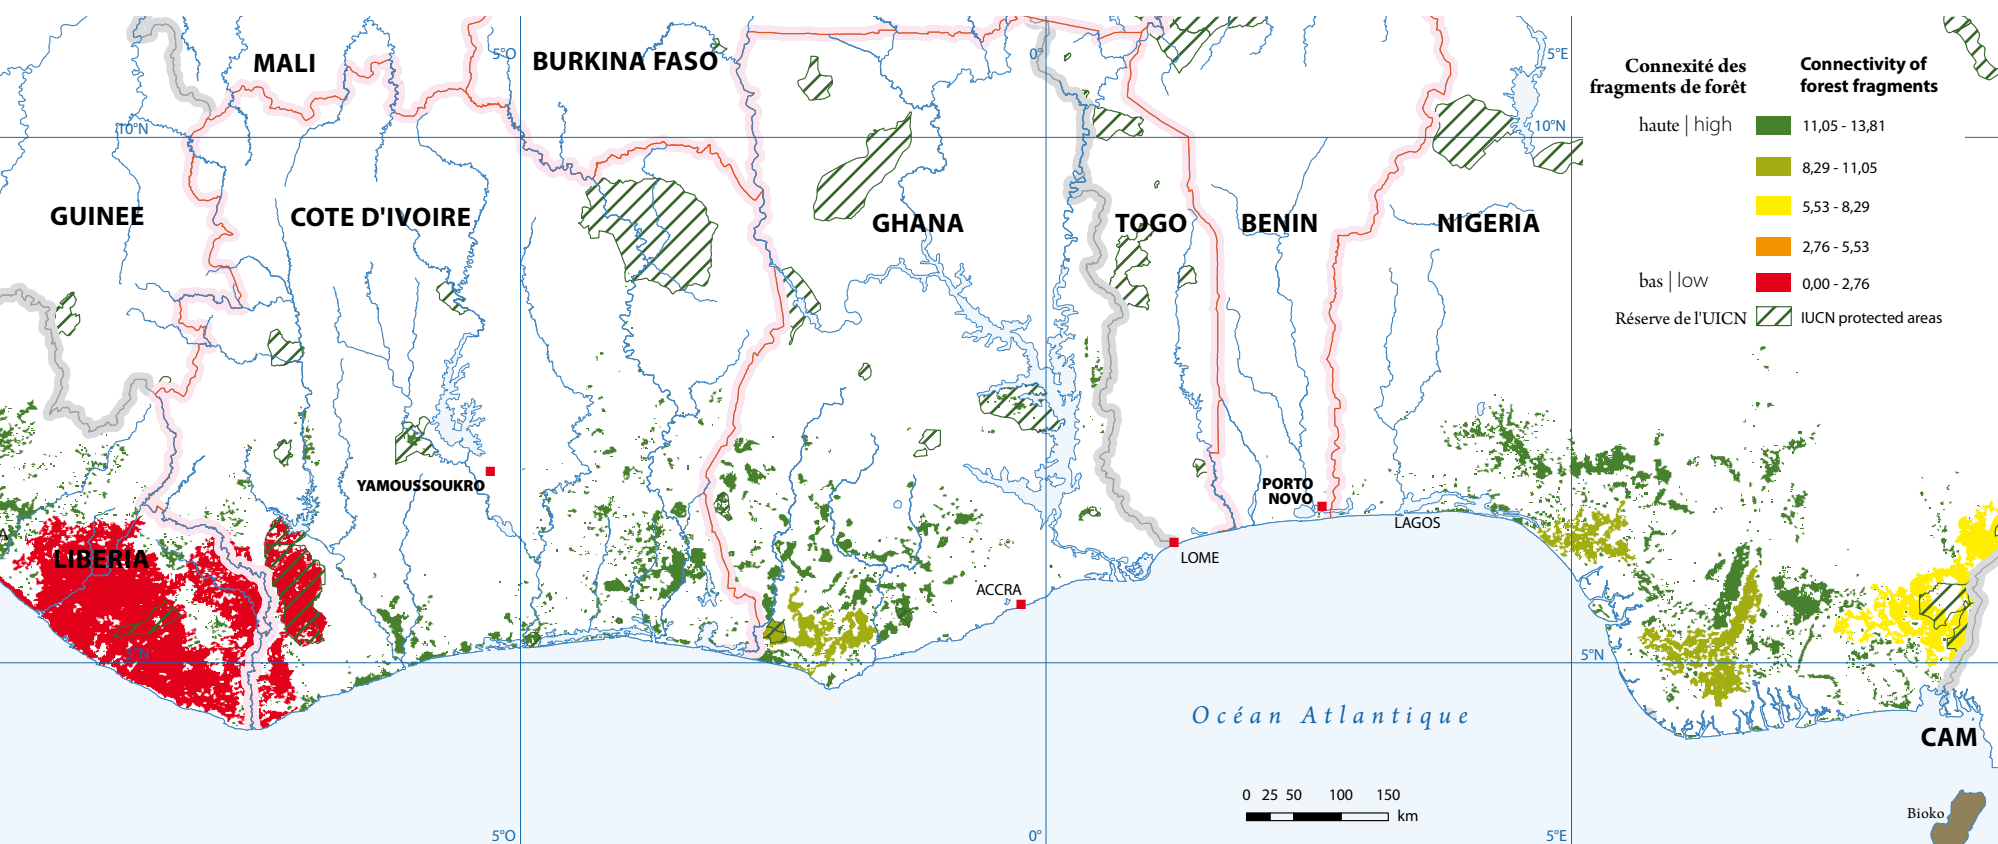 MALI
5°O
BURKINA FASO
0°
TOGO
5°E
10°N
10°N
GUINEE
COTE D'IVOIRE
GHANA
BENIN
NIGERIA
Connexité des
fragments de forêt
Connectivity of
forest fragments
haute | high
11,05 - 13,81
8,29 - 11,05
5,53 - 8,29
2,76 - 5,53
bas | low
0,00 - 2,76
Réserve de l'UICN
IUCN protected areas
YAMOUSSOUKRO
PORTO
NOVO
LAGOS
A
LIBERIA
LOME
ACCRA
5°N
5°N
Océan Atlantique
CAM
0 25 50 100 150
km
Bioko
5°O
0°
5°E